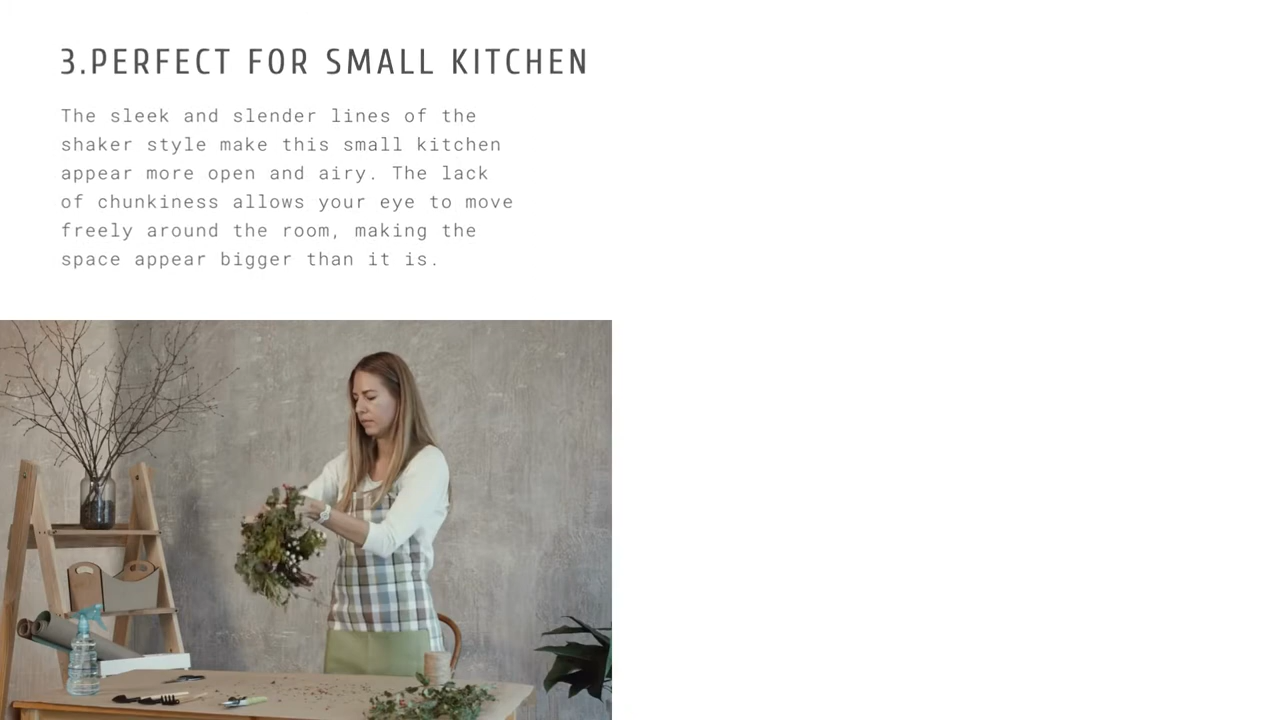 3.PERFECT FOR SMALL KITCHEN
The sleek and slender lines of the
shaker style make this small kitchen
appear more open and airy. The lack
of chunkiness allows your eye to move
freely around the room, making the
space appear bigger than it is.